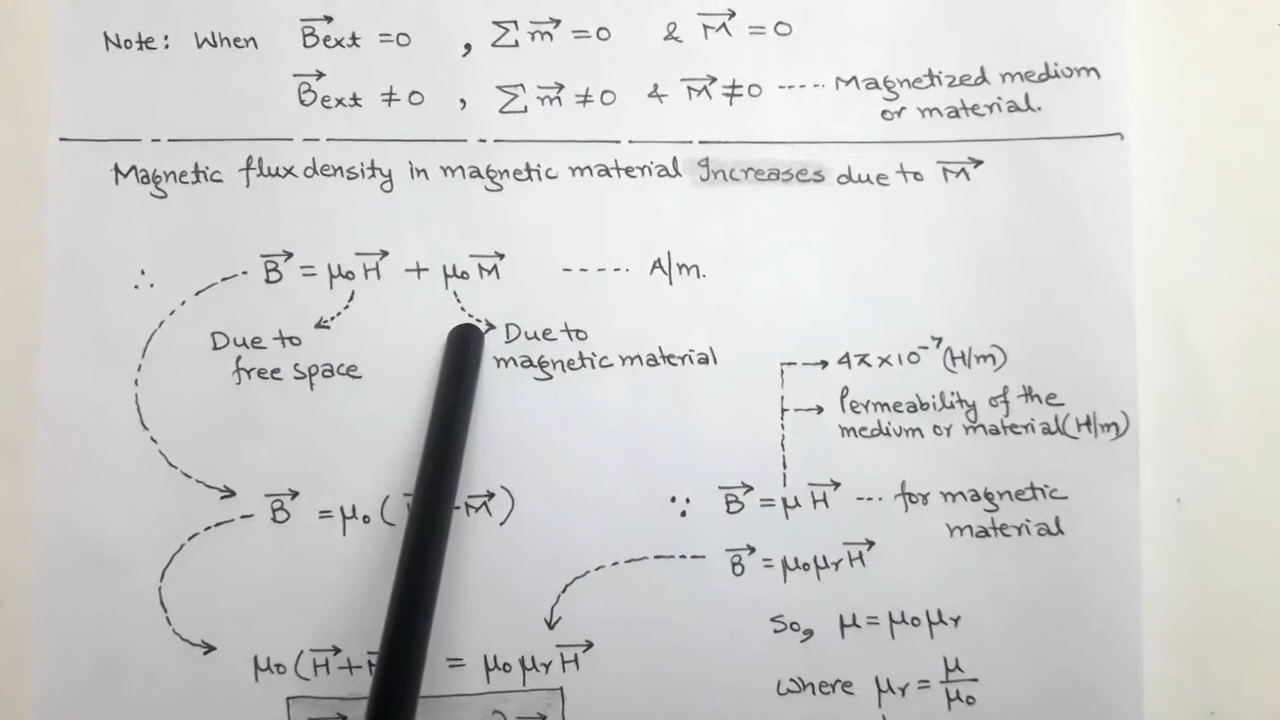 Note: When B⃗ext = 0 , Σm⃗ = 0 & M⃗ = 0
B⃗ext ≠ 0 , Σm⃗ ≠ 0 & M⃗ ≠ 0 ----- Magnetized medium
or material.
Magnetic flux density in magnetic material Increases due to M⃗
∴ B⃗ = μ₀H⃗ + μ₀M⃗ ----- A/m.
Due to
free space
Due to
magnetic material
4π×10⁻⁷ (H/m)
Permeability of the
medium or material (H/m)
B⃗ = μ₀( -M⃗)
∵ B⃗ = μH⃗ --- for magnetic
material
B⃗ = μ₀μrH⃗
So, μ = μ₀μr
μ₀(H⃗+ = μ₀μrH⃗
where μr = μ/μ₀